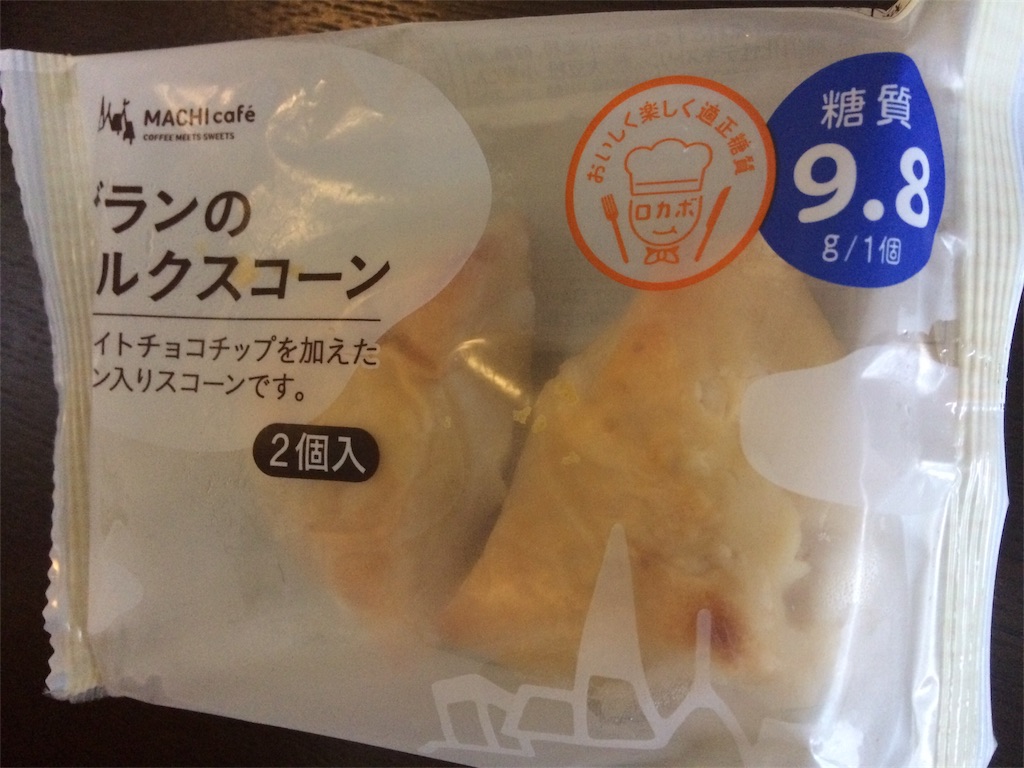 MACHI café
COFFEE MEETS SWEETS
ブランの
ルクスコーン
イトチョコチップを加えた
ン入りスコーンです。
2個入
おいしく楽しく適正糖質
ロカボ
糖質
9.8
g/1個